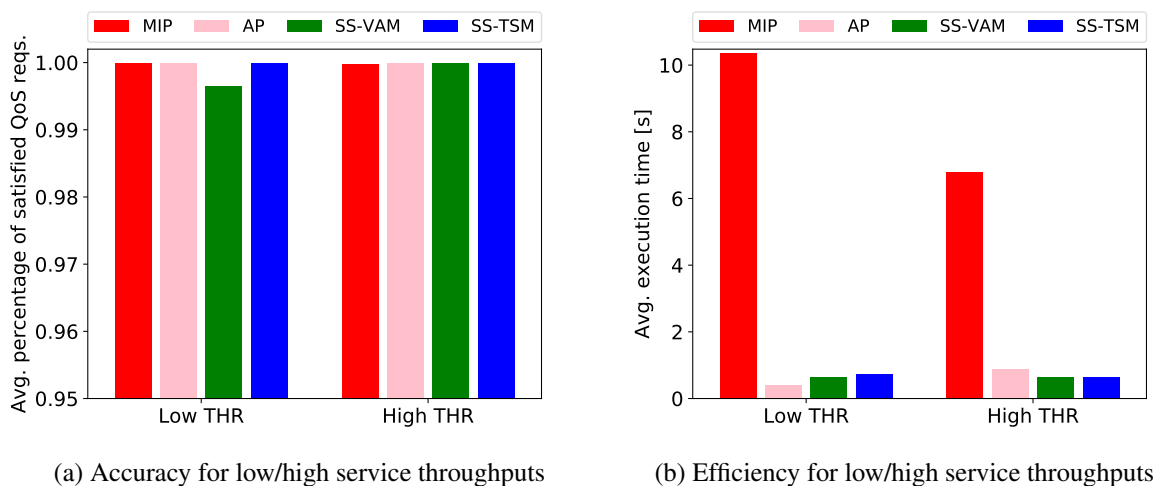 MIP AP SS-VAM SS-TSM
Avg. percentage of satisfied QoS reqs.
1.00
0.99
0.98
0.97
0.96
0.95
Low THR High THR
(a) Accuracy for low/high service throughputs
MIP AP SS-VAM SS-TSM
Avg. execution time [s]
10
8
6
4
2
0
Low THR High THR
(b) Efficiency for low/high service throughputs